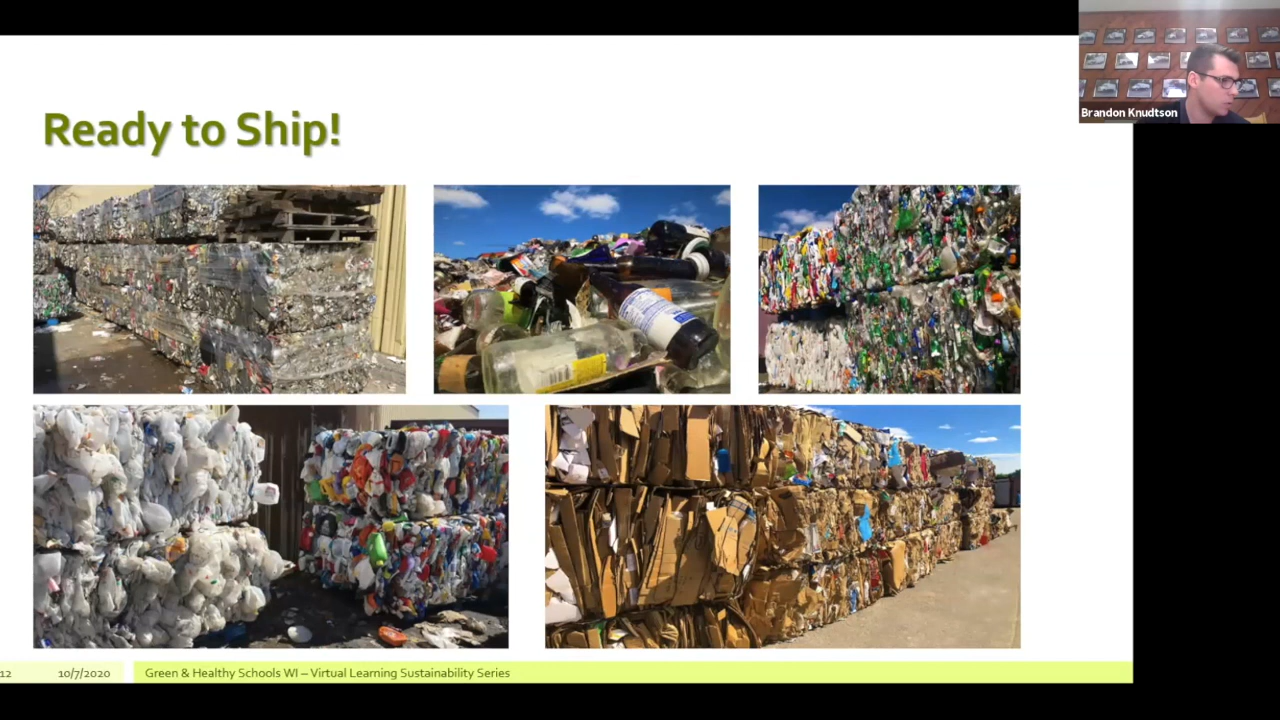 Ready to Ship!
Brandon Knudtson
12
10/7/2020
Green & Healthy Schools WI – Virtual Learning Sustainability Series